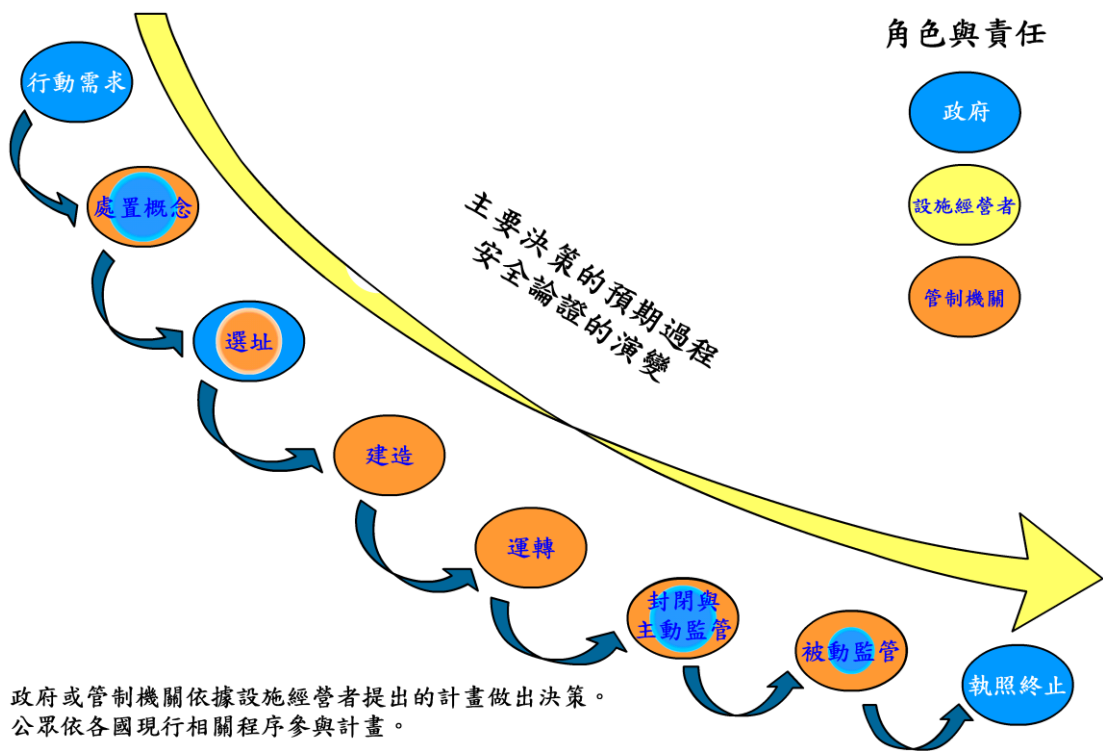 角色與責任
行動需求
政府
處置概念
設施經營者
管制機關
主要決策的預期過程
安全論證的演變
選址
建造
運轉
封閉與
主動監管
被動監管
執照終止
政府或管制機關依據設施經營者提出的計畫做出決策。
公眾依各國現行相關程序參與計畫。